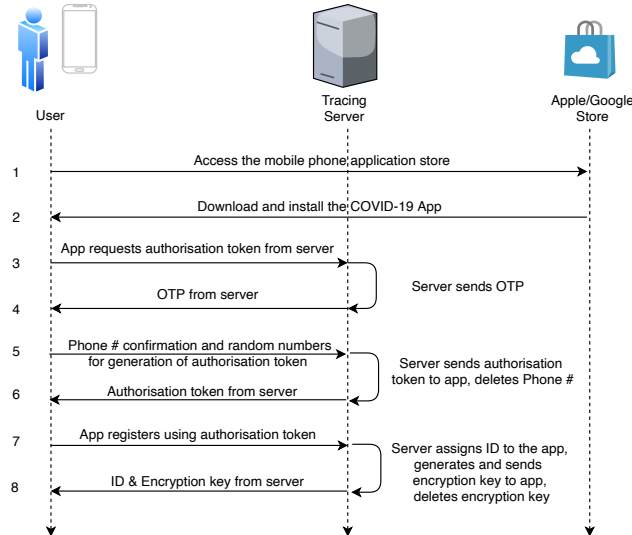 User
Tracing
Server
Apple/Google
Store
1
Access the mobile phone application store
2
Download and install the COVID-19 App
3
App requests authorisation token from server
Server sends OTP
4
OTP from server
5
Phone # confirmation and random numbers
for generation of authorisation token
Server sends authorisation
token to app, deletes Phone #
6
Authorisation token from server
7
App registers using authorisation token
Server assigns ID to the app,
generates and sends
encryption key to app,
deletes encryption key
8
ID & Encryption key from server